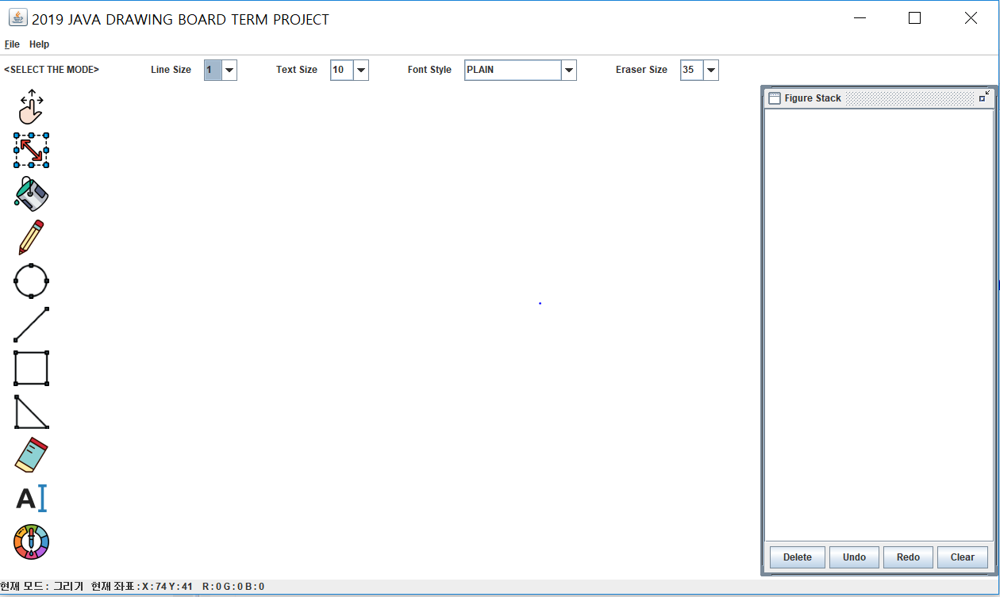 2019 JAVA DRAWING BOARD TERM PROJECT
File Help
<SELECT THE MODE> Line Size 1 Text Size 10 Font Style PLAIN Eraser Size 35
Figure Stack
A
Delete Undo Redo Clear
현재 모드 : 그리기 현재 좌표 : X : 74 Y : 41 R : 0 G : 0 B : 0